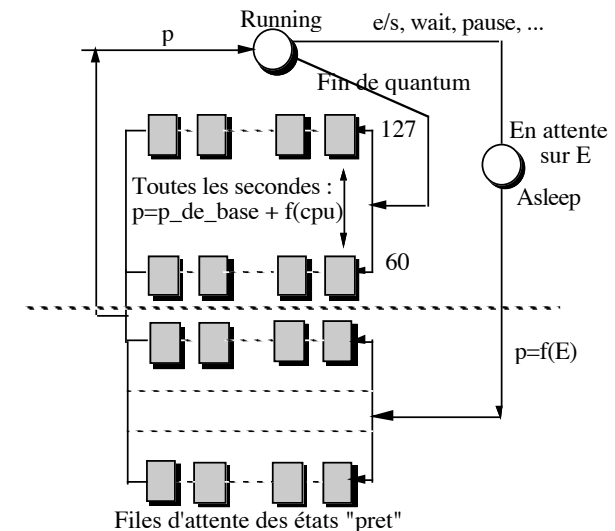 Running
e/s, wait, pause, ...
p
Fin de quantum
127
En attente
sur E
Toutes les secondes :
p=p_de_base + f(cpu)
Asleep
60
p=f(E)
Files d'attente des états "pret"